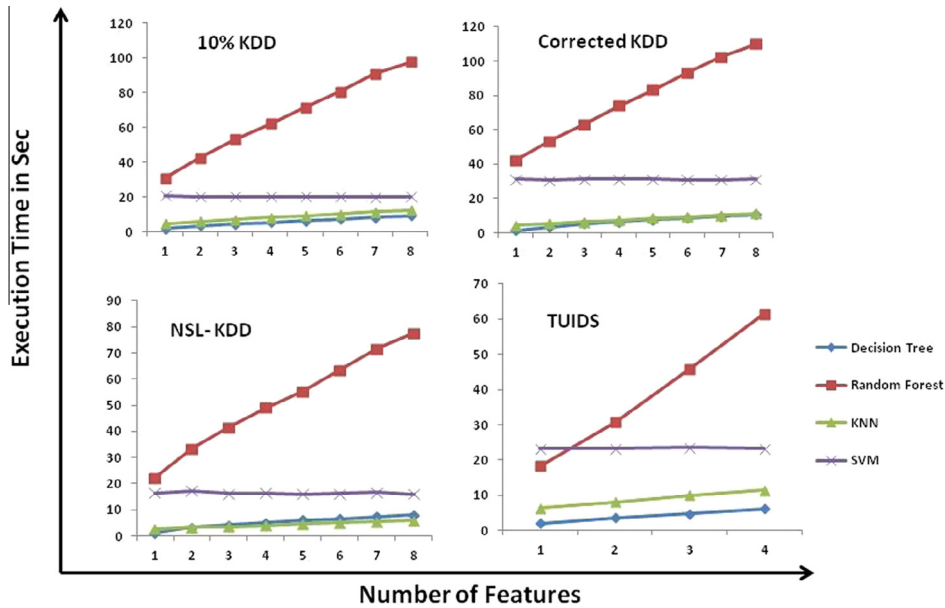 Execution Time in Sec
10% KDD
120
100
80
60
40
20
0
1 2 3 4 5 6 7 8
Corrected KDD
120
100
80
60
40
20
0
1 2 3 4 5 6 7 8
NSL- KDD
90
80
70
60
50
40
30
20
10
0
1 2 3 4 5 6 7 8
TUIDS
70
60
50
40
30
20
10
0
1 2 3 4
Decision Tree
Random Forest
KNN
SVM
Number of Features